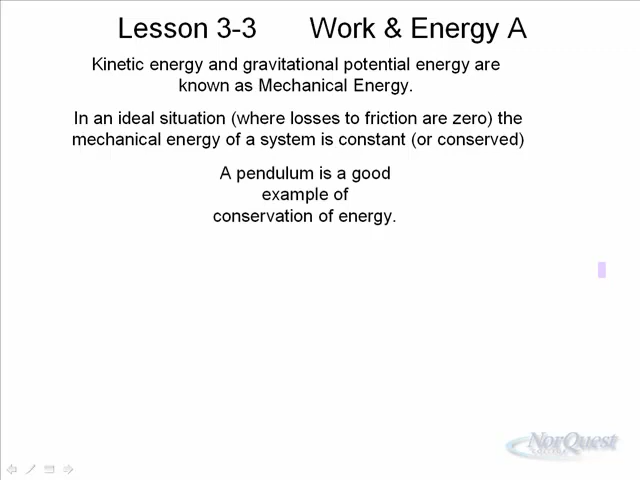 Lesson 3-3 Work & Energy A
Kinetic energy and gravitational potential energy are
known as Mechanical Energy.
In an ideal situation (where losses to friction are zero) the
mechanical energy of a system is constant (or conserved)
A pendulum is a good
example of
conservation of energy.
NorQuest
COLLEGE